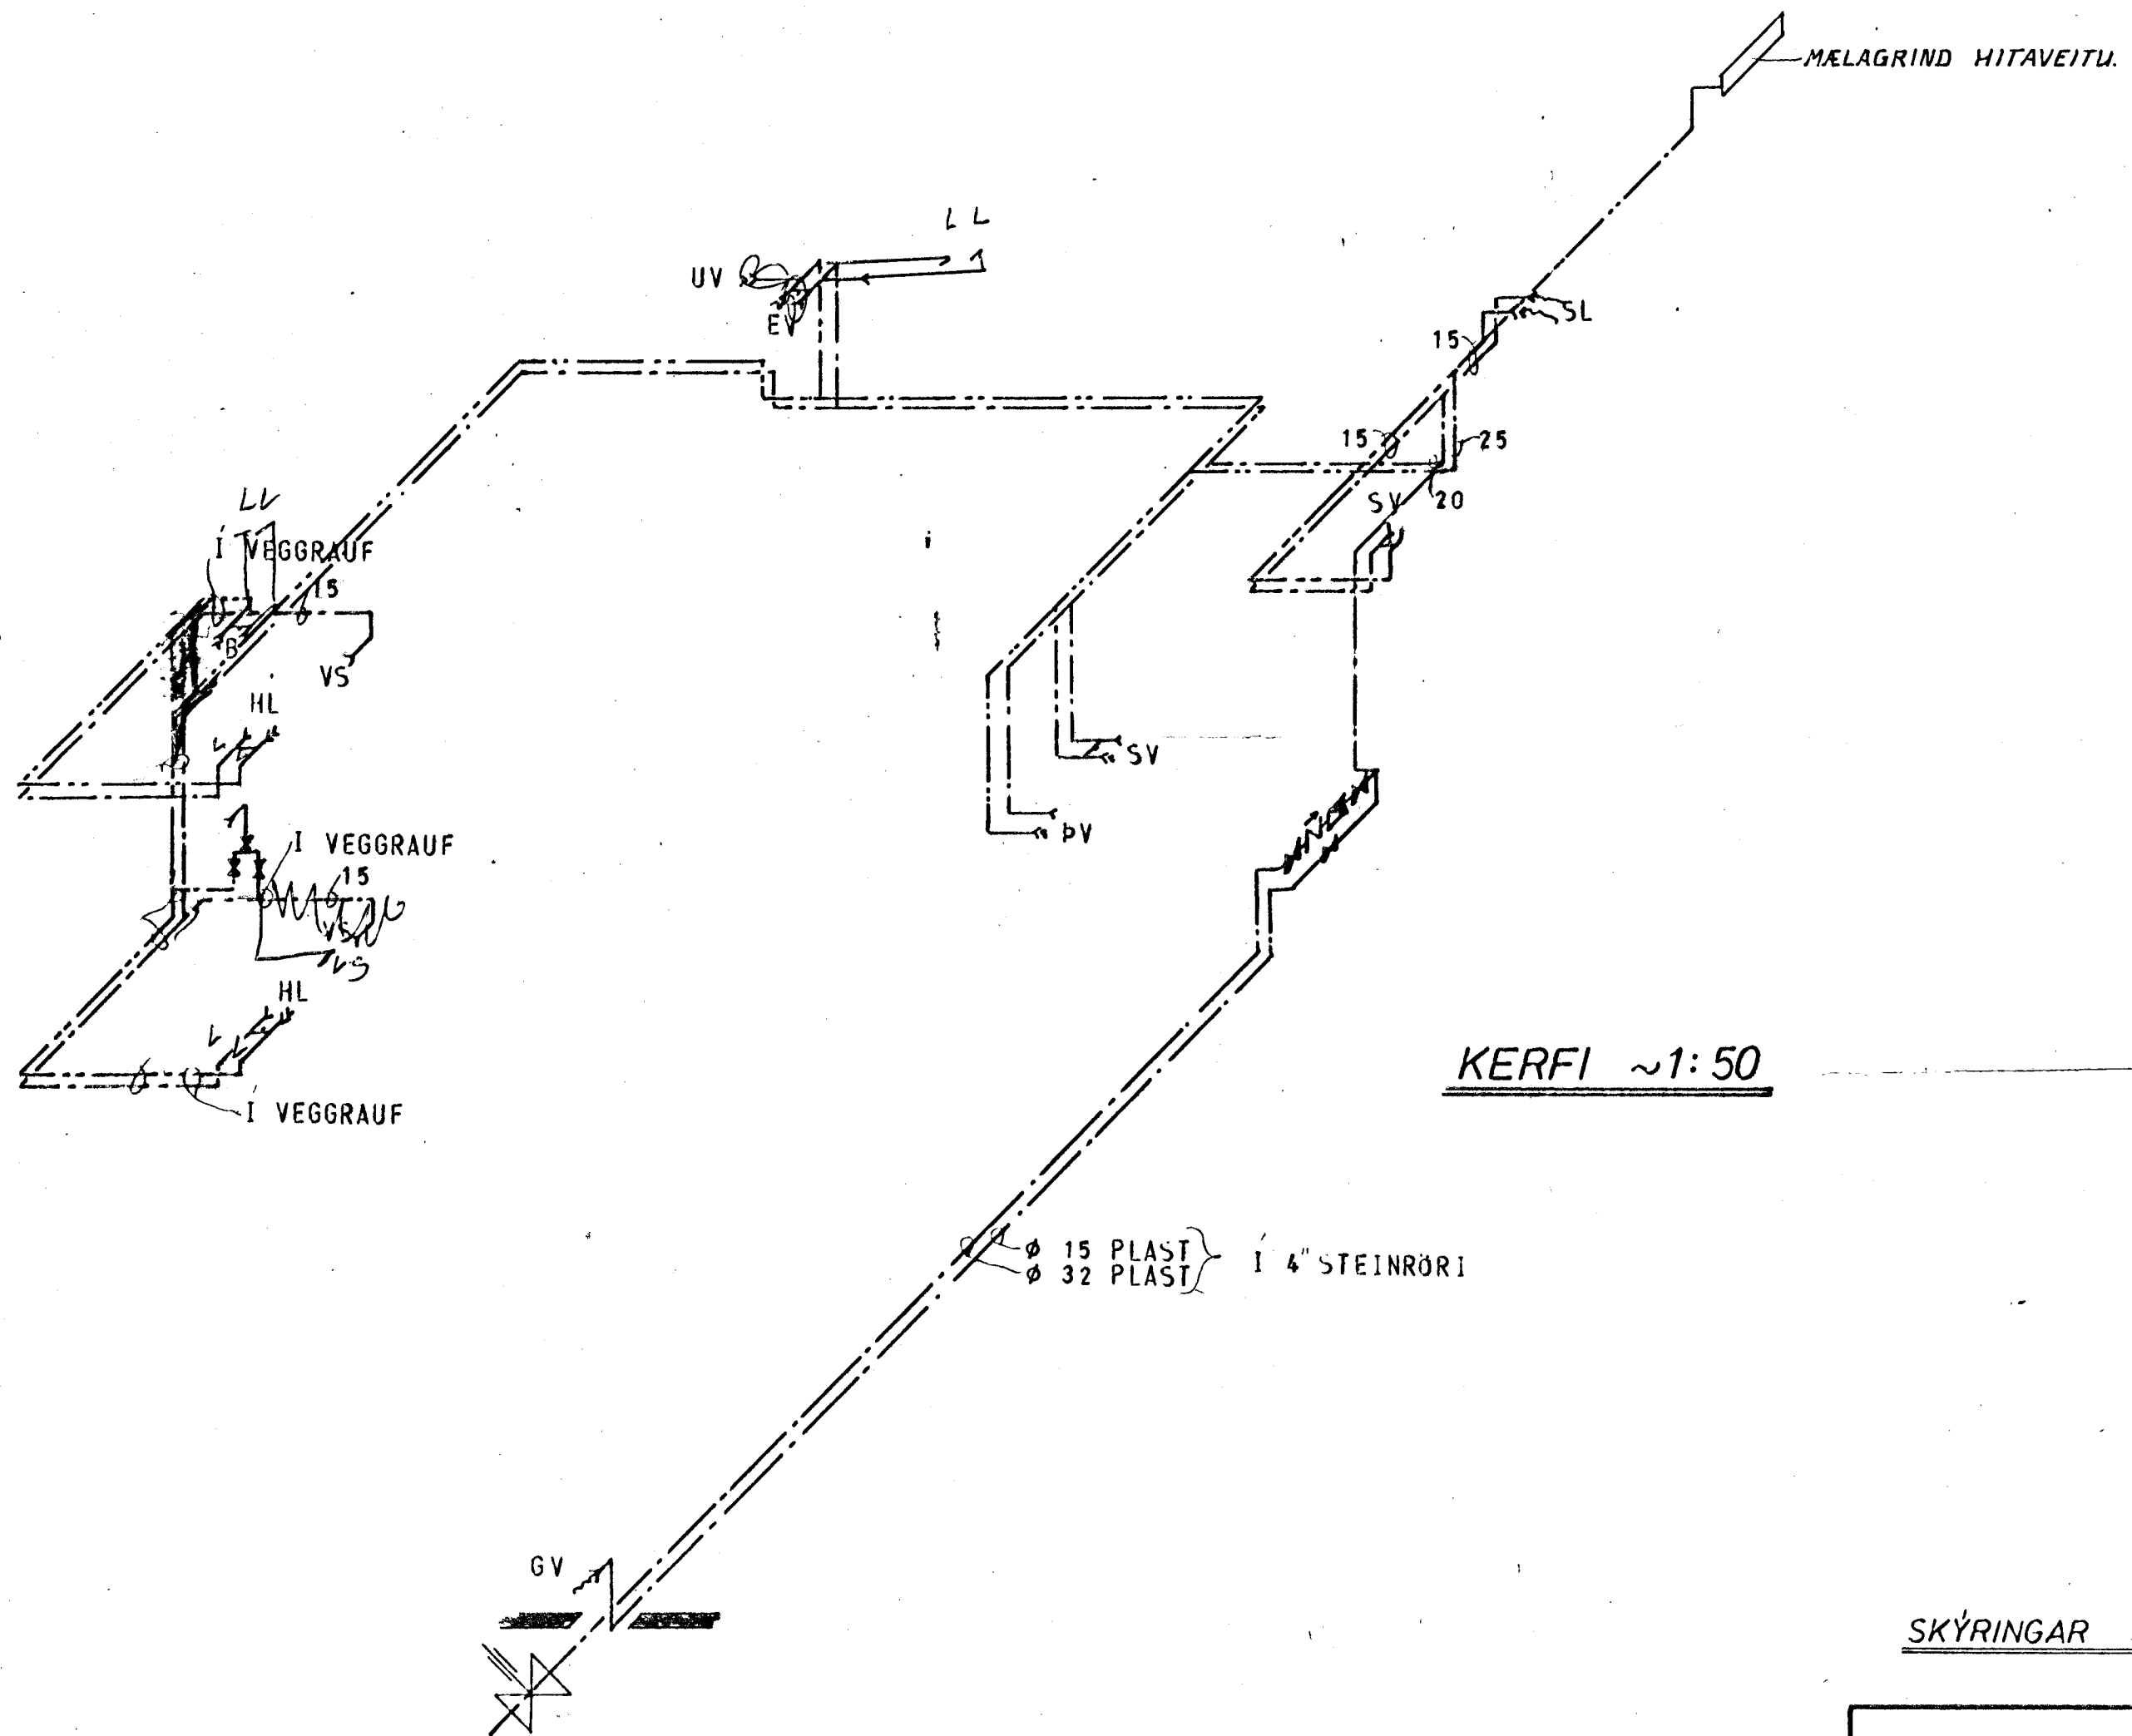 MÆLAGRIND HITAVEITU.
L L
UV
EV
SL
15
15
25
SV
20
LV
Í VEGGRAUF
15
B
VS
HL
SV
ÞV
I VEGGRAUF
15
VS
VS
HL
Í VEGGRAUF
KERFI ~1:50
Ø 15 PLAST
Ø 32 PLAST
Í 4" STEINRÖRI
GV
SKÝRINGAR